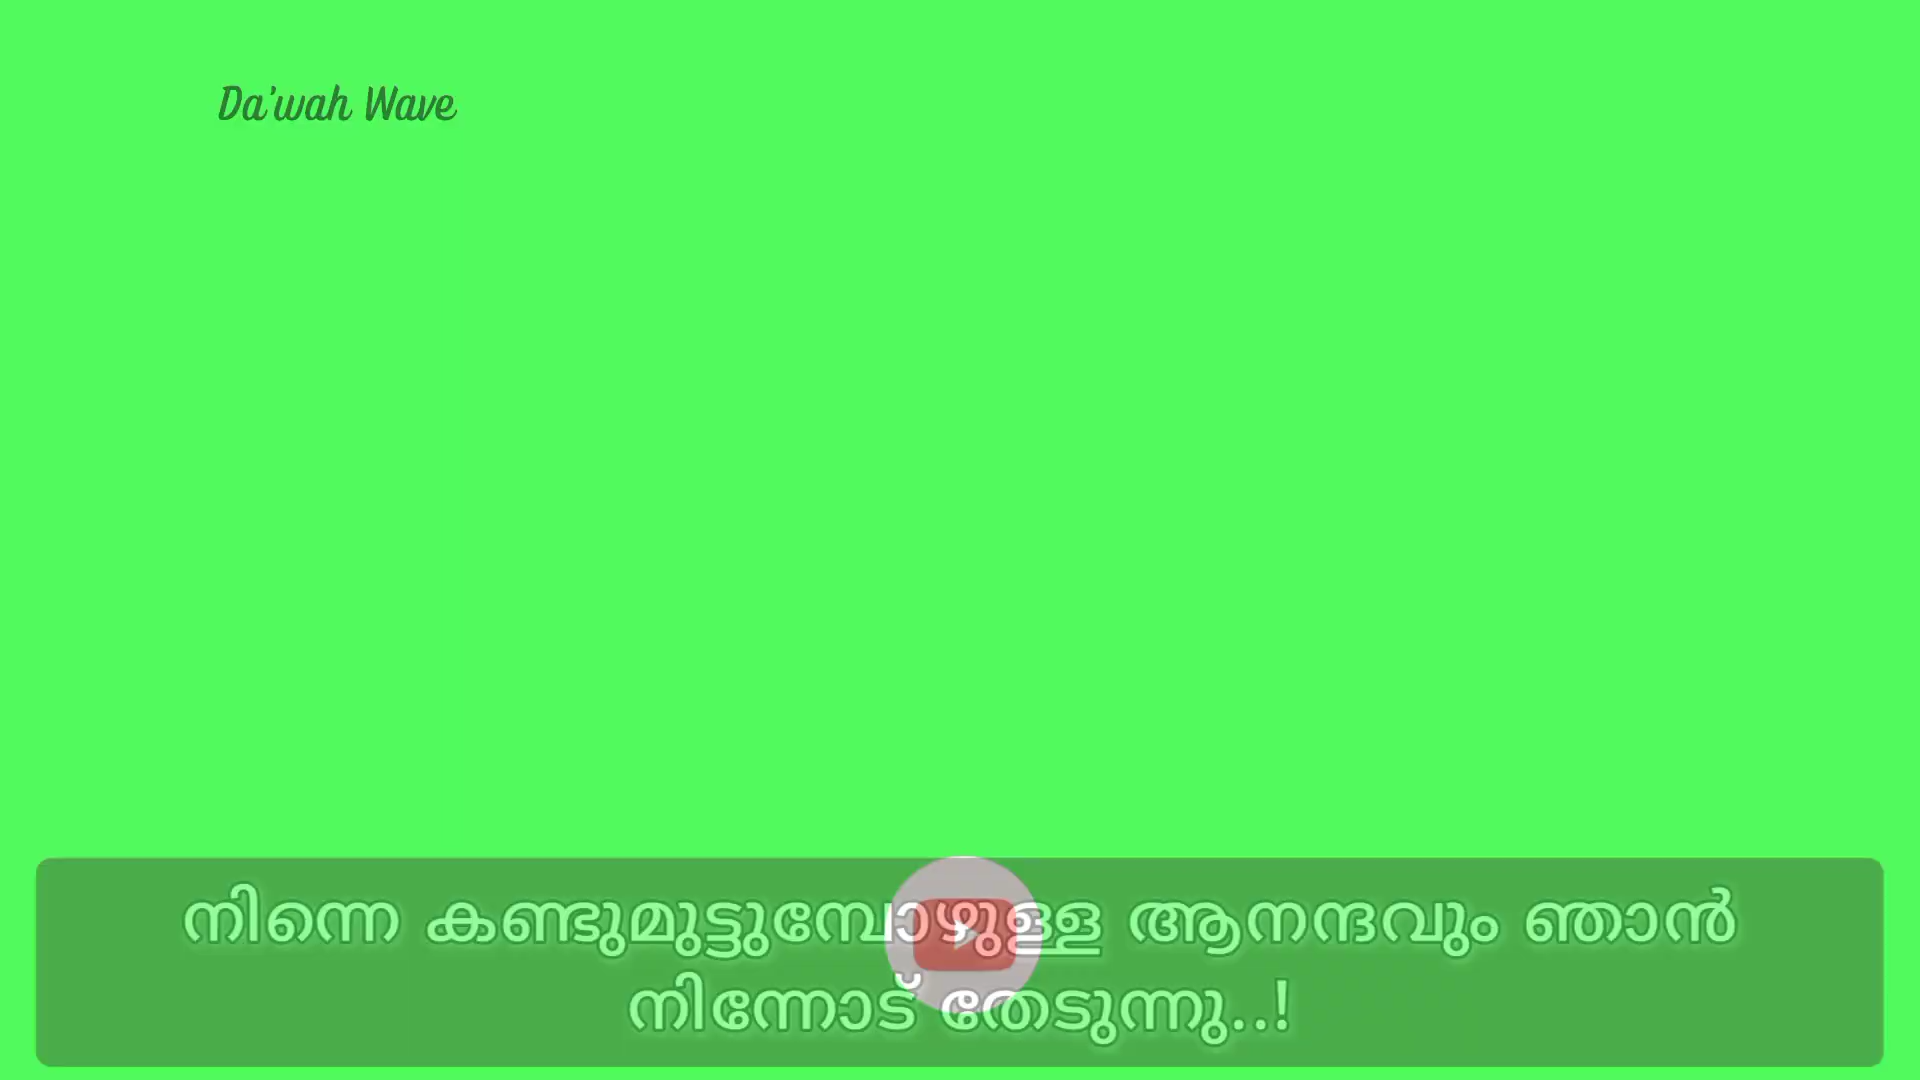 Da'wah Wave
നിന്നെ കണ്ടുമുട്ടുമ്പോഴുള്ള ആനന്ദവും ഞാൻ
നിന്നോട് തേടുന്നു..!